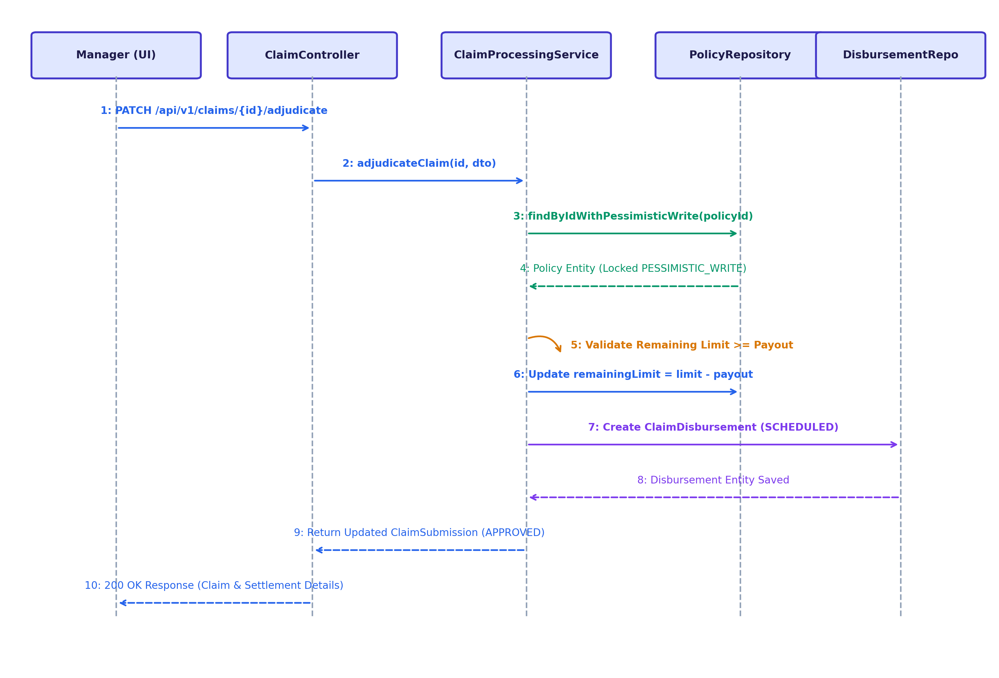 Manager (UI)
ClaimController
ClaimProcessingService
PolicyRepository
DisbursementRepo
1: PATCH /api/v1/claims/{id}/adjudicate
2: adjudicateClaim(id, dto)
3: findByIdWithPessimisticWrite(policyId)
4: Policy Entity (Locked PESSIMISTIC_WRITE)
5: Validate Remaining Limit >= Payout
6: Update remainingLimit = limit - payout
7: Create ClaimDisbursement (SCHEDULED)
8: Disbursement Entity Saved
9: Return Updated ClaimSubmission (APPROVED)
10: 200 OK Response (Claim & Settlement Details)